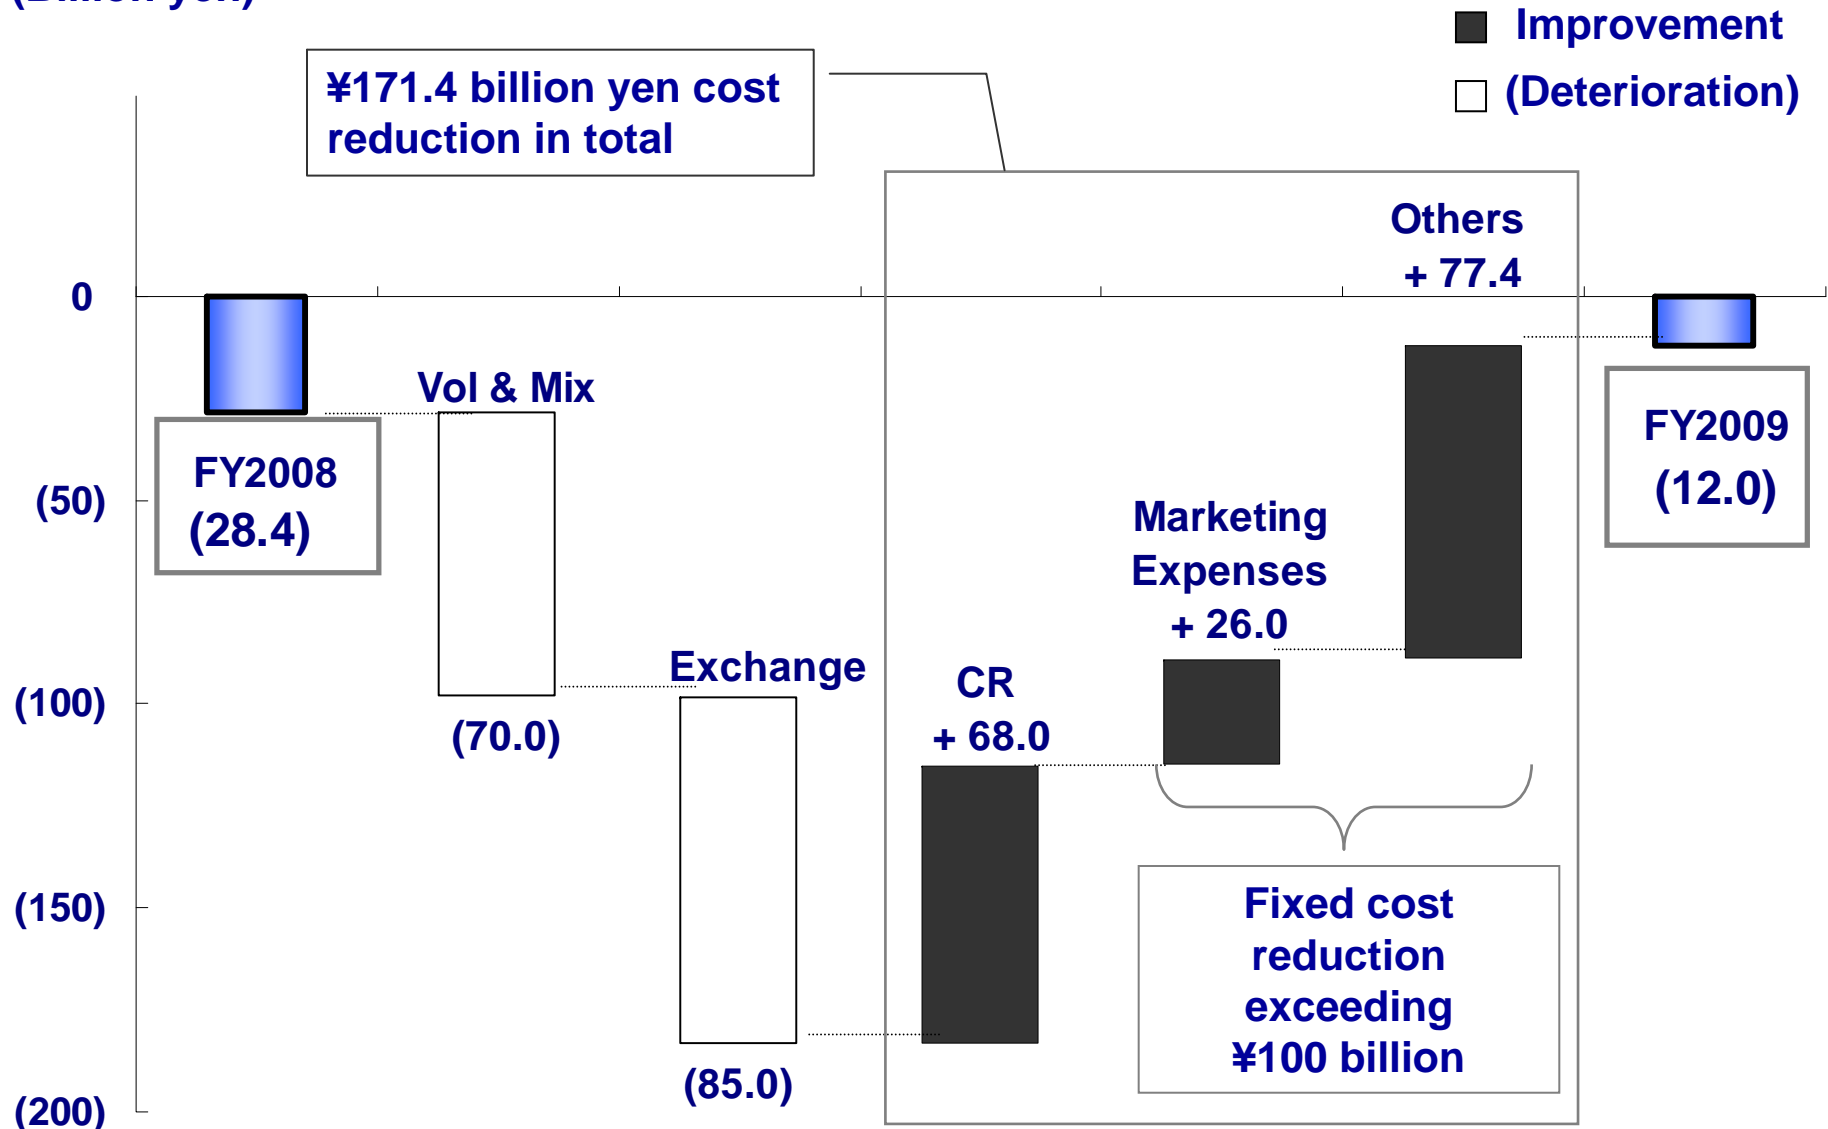 (Billion yen)
Improvement
(Deterioration)
¥171.4 billion yen cost
reduction in total
Others
+ 77.4
0
Vol & Mix
FY2008
(28.4)
FY2009
(12.0)
(50)
Marketing
Expenses
+ 26.0
Exchange
CR
+ 68.0
(100)
(70.0)
(150)
Fixed cost
reduction
exceeding
¥100 billion
(85.0)
(200)